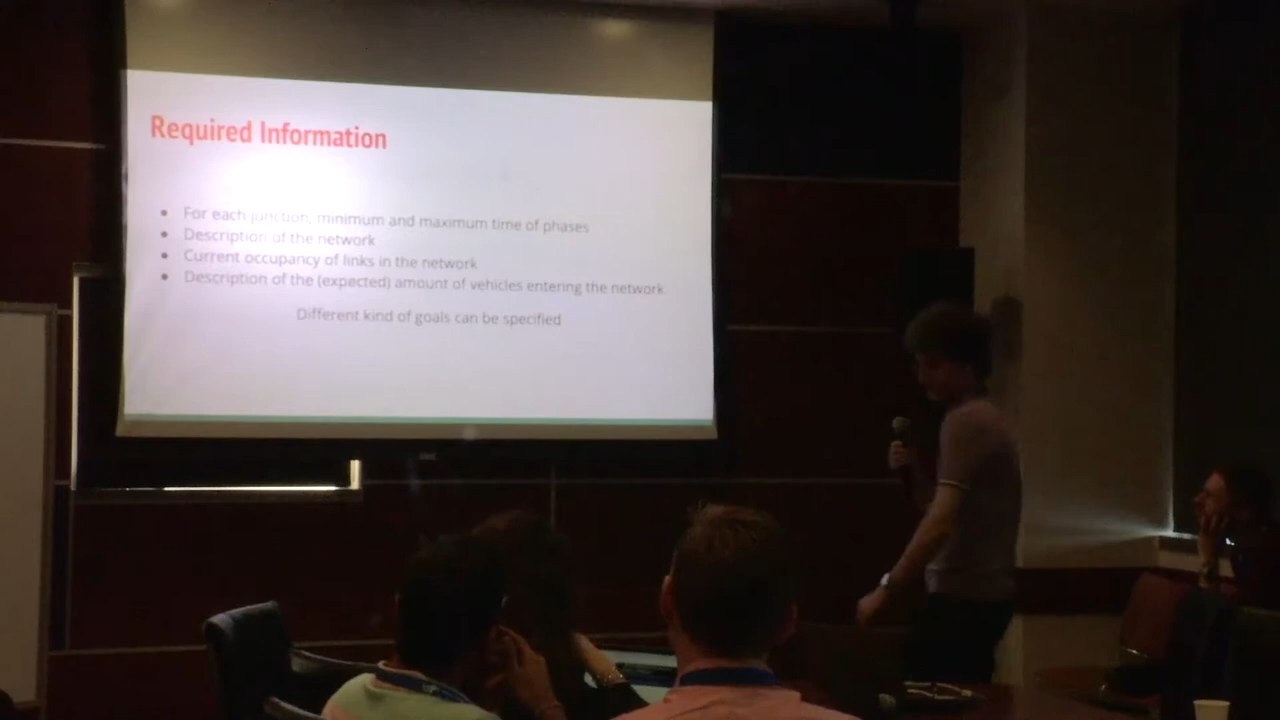 Required Information
• For each junction, minimum and maximum time of phases
• Description of the network
• Current occupancy of links in the network
• Description of the (expected) amount of vehicles entering the network
Different kind of goals can be specified